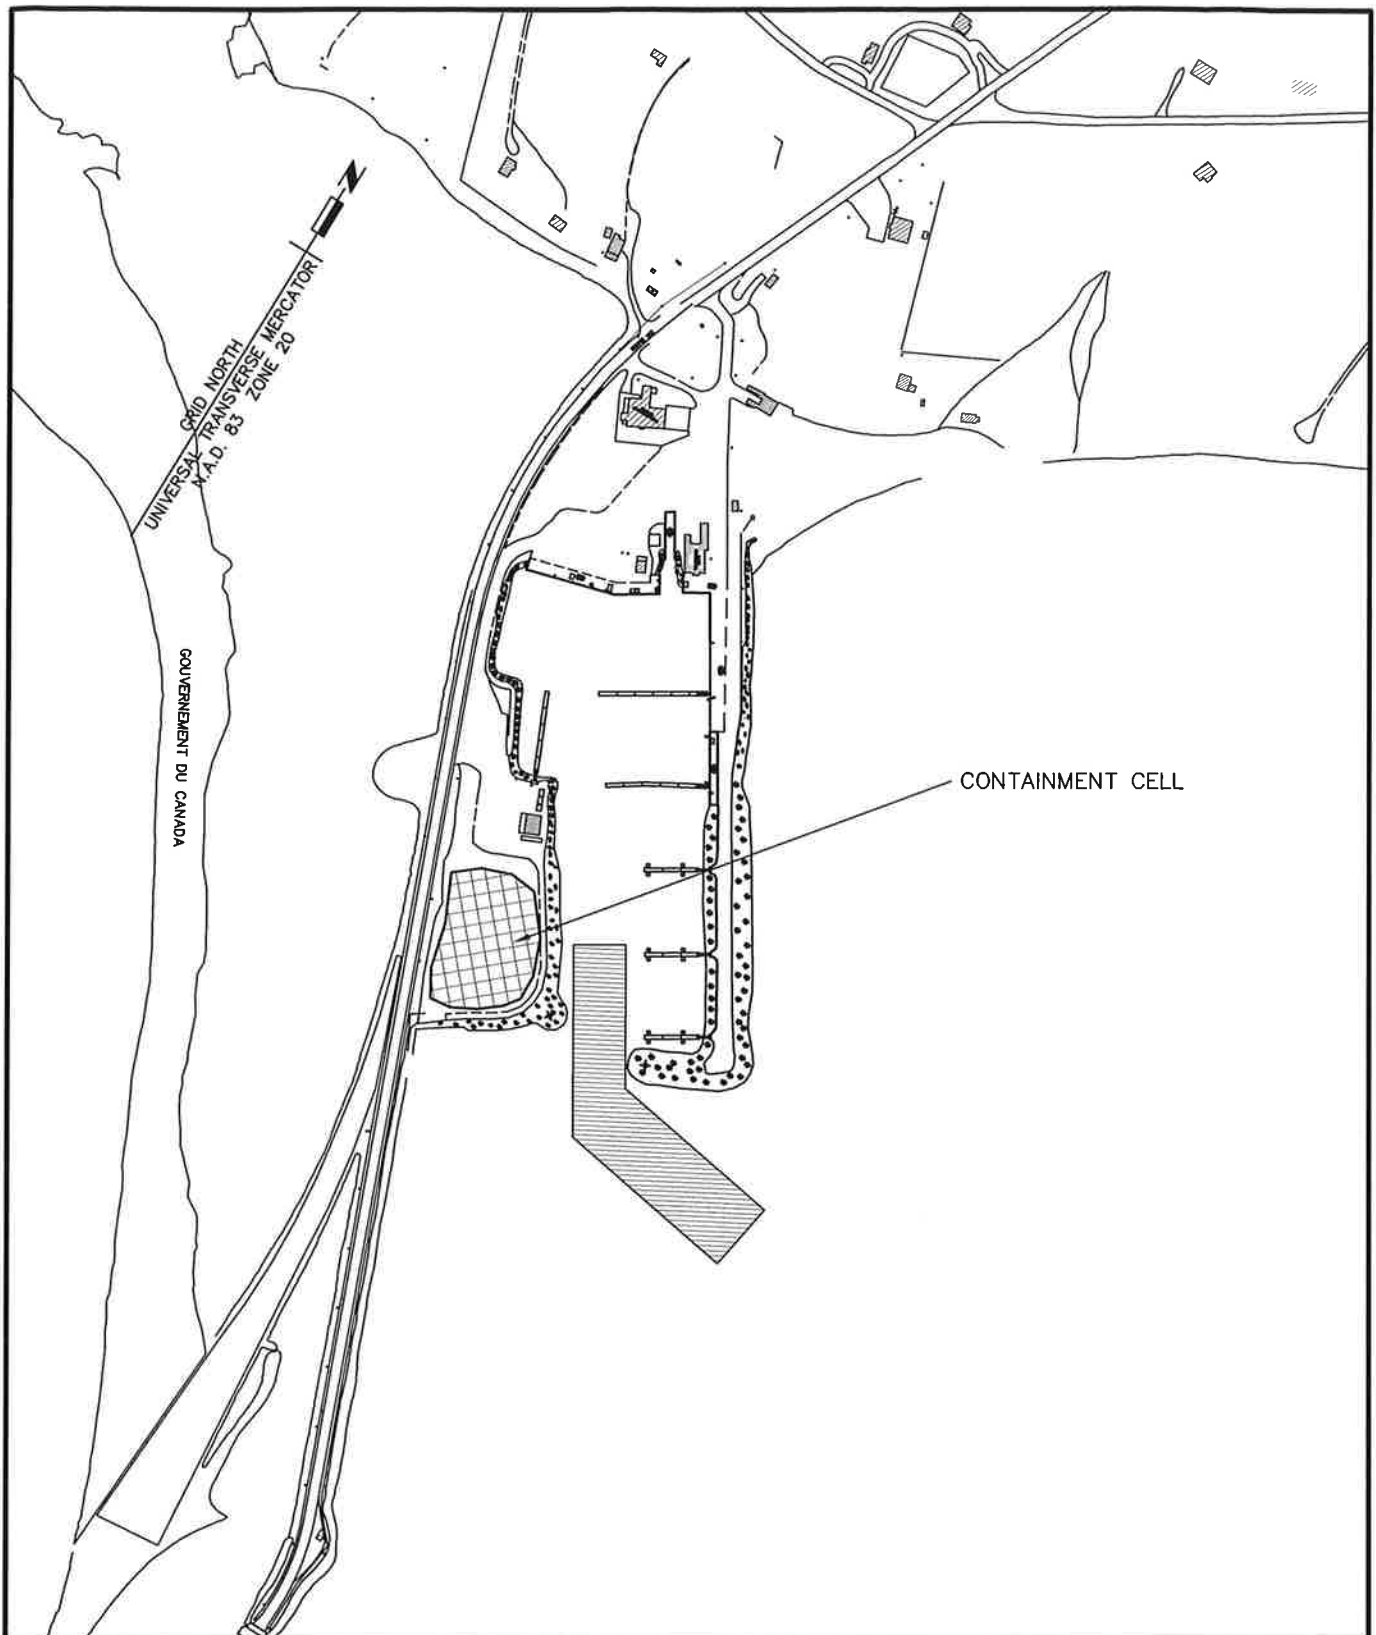 N
GRID NORTH
UNIVERSAL TRANSVERSE MERCATOR
N.A.D. 83 ZONE 20
GOUVERNEMENT DU CANADA
CONTAINMENT CELL